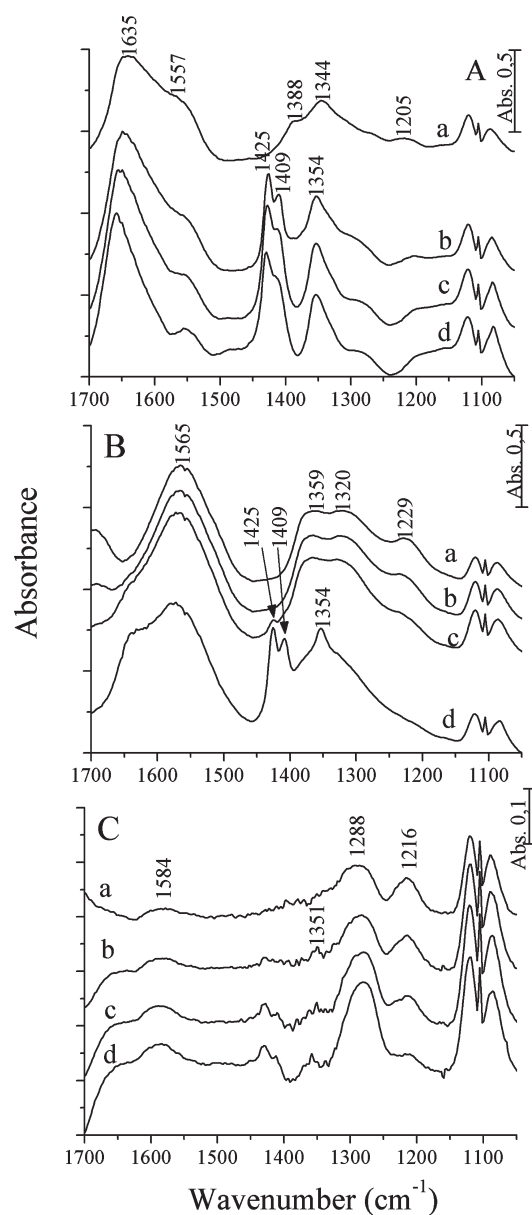 1635
1557
1388
1344
1205
A
Abs. 0,5
a
1425
1409
1354
b
c
d
1700 1600 1500 1400 1300 1200 1100
B
1565
1425
1409
1359
1320
1354
1229
Abs. 0,5
a
b
c
d
1700 1600 1500 1400 1300 1200 1100
Absorbance
C
1584
1351
1288
1216
Abs. 0,1
a
b
c
d
1700 1600 1500 1400 1300 1200 1100
Wavenumber (cm⁻¹)